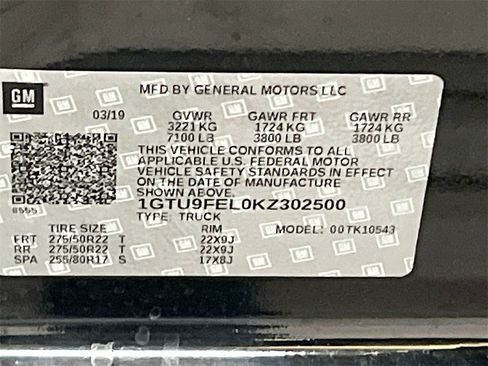 GM
MFD BY GENERAL MOTORS LLC
03/19 GVWR GAWR FRT GAWR RR
3221 KG 1724 KG 1724 KG
7100 LB 3800 LB 3800 LB
THIS VEHICLE CONFORMS TO ALL
APPLICABLE U.S. FEDERAL MOTOR
VEHICLE SAFETY STANDARDS IN EFFECT
ON THE DATE OF MANUFACTURE
SHOWN ABOVE.
1GTU9FEL0KZ302500
TYPE: TRUCK MODEL: 00TK10543
TIRE SIZE RIM
FRT 275/50R22 T 22X9J
RR 275/50R22 T 22X9J
SPA 255/80R17 S 17X8J